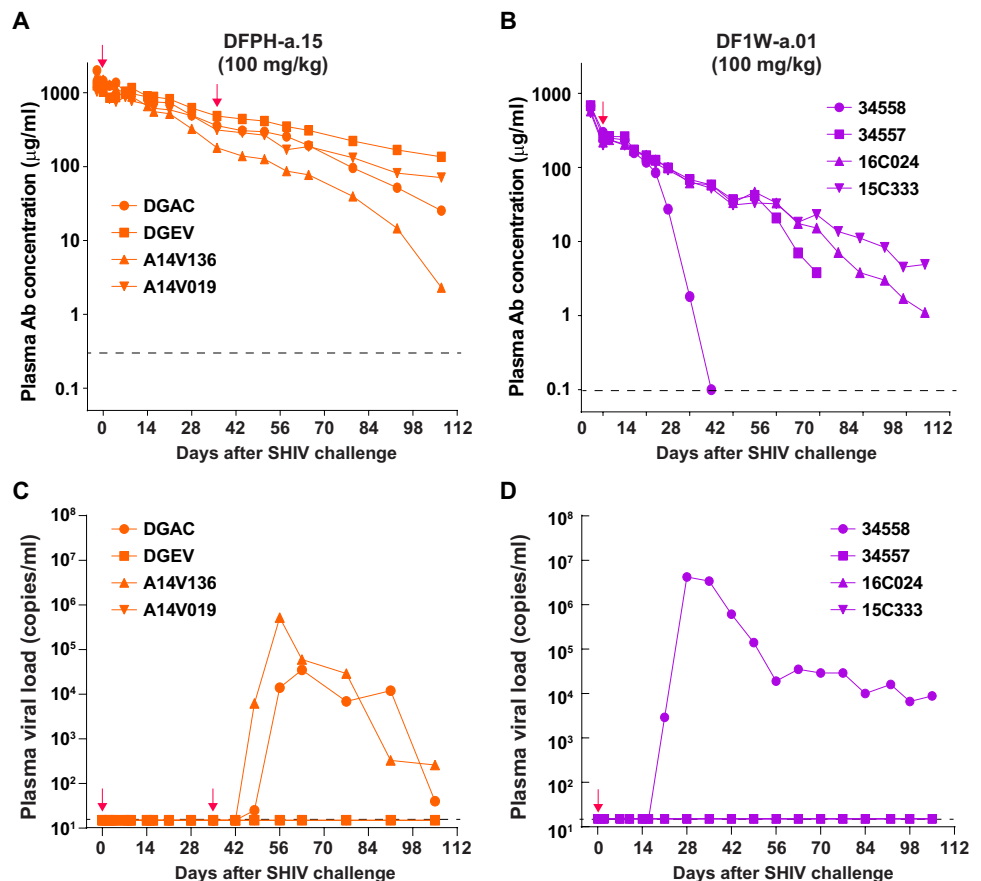 A
DFPH-a.15
(100 mg/kg)
Plasma Ab concentration (µg/ml)
1000
100
10
1
0.1
DGAC
DGEV
A14V136
A14V019
0 14 28 42 56 70 84 98 112
Days after SHIV challenge
B
DF1W-a.01
(100 mg/kg)
Plasma Ab concentration (µg/ml)
1000
100
10
1
0.1
34558
34557
16C024
15C333
0 14 28 42 56 70 84 98 112
Days after SHIV challenge
C
Plasma viral load (copies/ml)
10⁸
10⁷
10⁶
10⁵
10⁴
10³
10²
10¹
DGAC
DGEV
A14V136
A14V019
0 14 28 42 56 70 84 98 112
Days after SHIV challenge
D
Plasma viral load (copies/ml)
10⁸
10⁷
10⁶
10⁵
10⁴
10³
10²
10¹
34558
34557
16C024
15C333
0 14 28 42 56 70 84 98 112
Days after SHIV challenge